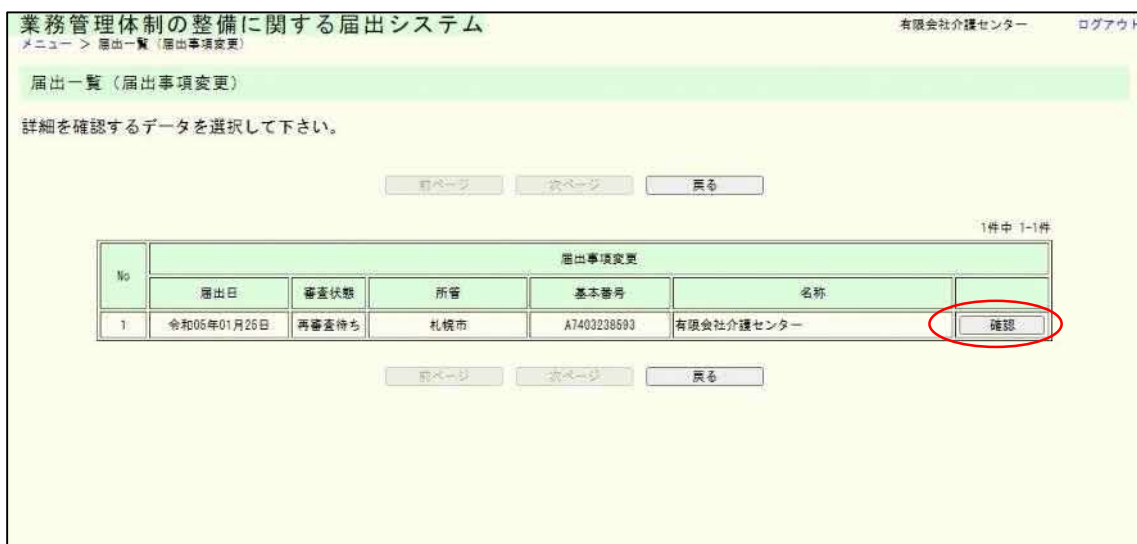 業務管理体制の整備に関する届出システム 有限会社介護センター ログアウト
メニュー > 届出一覧（届出事項変更）
届出一覧（届出事項変更）
詳細を確認するデータを選択して下さい。
前ページ 次ページ 戻る
1件中 1-1件
No 届出事項変更
届出日 審査状態 所管 基本番号 名称
1 令和05年01月25日 再審査待ち 札幌市 A7403238593 有限会社介護センター 確認
前ページ 次ページ 戻る